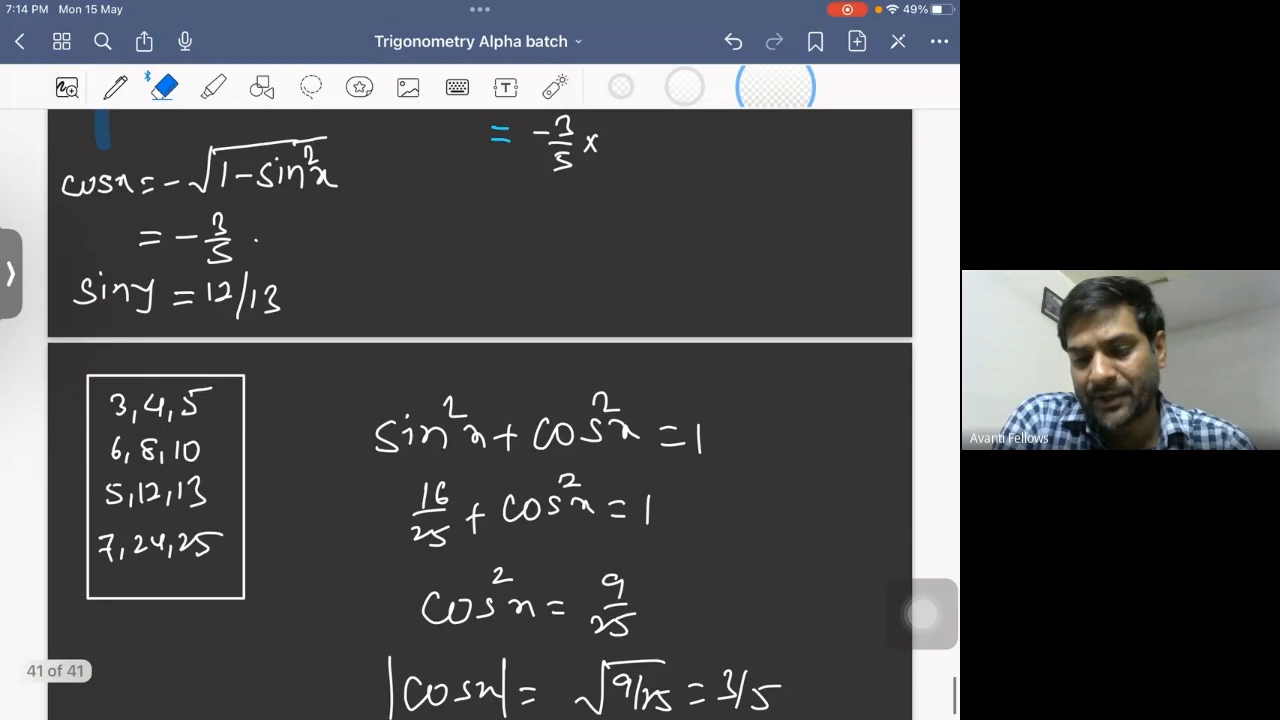 7:14 PM Mon 15 May
49%
Trigonometry Alpha batch
= -3/5 x
cosx = -√(1-sin²x)
= -3/5 .
siny = 12/13
3,4,5
6,8,10
5,12,13
7,24,25
sin²x + cos²x = 1
16/25 + cos²x = 1
cos²x = 9/25
|cosx| = √(9/25) = 3/5
41 of 41
Avanti Fellows